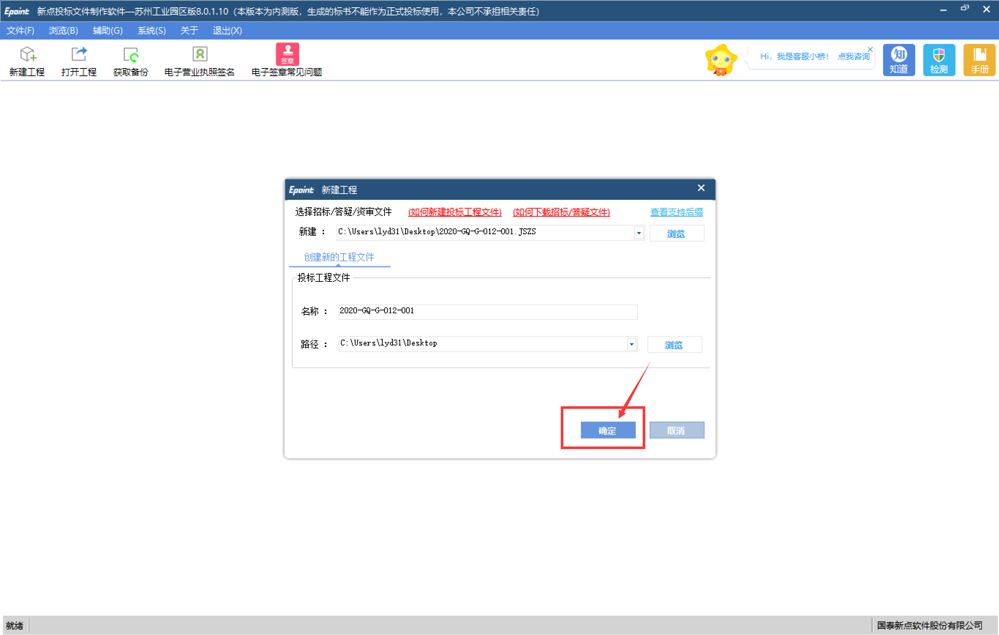 Epoint 新点投标文件制作软件—苏州工业园区版8.0.1.10（本版本为内测版，生成的标书不能作为正式投标使用，本公司不承担相关责任）
文件(F) 浏览(B) 辅助(G) 系统(S) 关于 退出(X)
签章
新建工程 打开工程 获取备份 电子营业执照签名 电子签章常见问题
Hi，我是客服小桥！ 点我咨询
知
知道 检测 手册
Epoint 新建工程
选择招标/答疑/资审文件 (如何新建投标工程文件) (如何下载招标/答疑文件) 查看支持后缀
新建 ： C:\Users\lyd31\Desktop\2020-GQ-G-012-001.JSZS 浏览
创建新的工程文件
投标工程文件
名称 ： 2020-GQ-G-012-001
路径 ： C:\Users\lyd31\Desktop 浏览
确定 取消
就绪 国泰新点软件股份有限公司